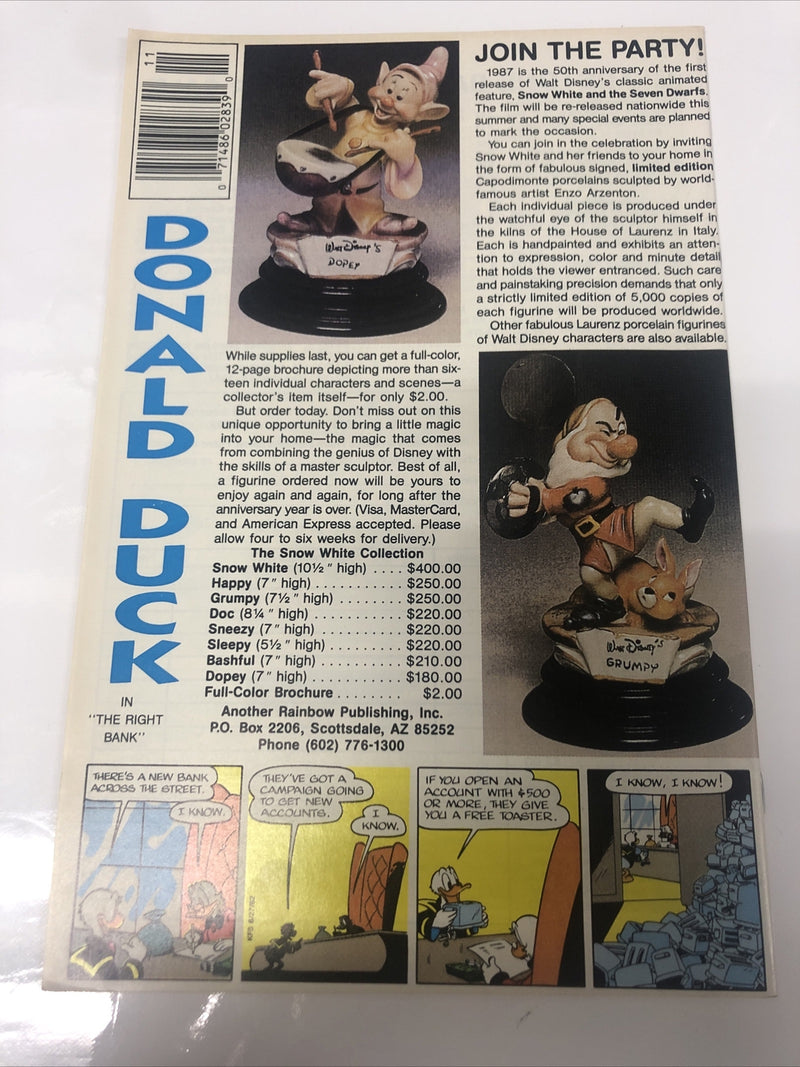 11
0 71486 02839 0
JOIN THE PARTY!
1987 is the 50th anniversary of the first
release of Walt Disney's classic animated
feature, Snow White and the Seven Dwarfs.
The film will be re-released nationwide this
summer and many special events are planned
to mark the occasion.
You can join in the celebration by inviting
Snow White and her friends to your home in
the form of fabulous signed, limited edition
Capodimonte porcelains sculpted by world-
famous artist Enzo Arzenton.
Each individual piece is produced under
the watchful eye of the sculptor himself in
the kilns of the House of Laurenz in Italy.
Each is handpainted and exhibits an atten-
tion to expression, color and minute detail
that holds the viewer entranced. Such care
and painstaking precision demands that only
a strictly limited edition of 5,000 copies of
each figurine will be produced worldwide.
Other fabulous Laurenz porcelain figurines
of Walt Disney characters are also available.
Walt Disney's
DOPEY
While supplies last, you can get a full-color,
12-page brochure depicting more than six-
teen individual characters and scenes—a
collector's item itself—for only $2.00.
But order today. Don't miss out on this
unique opportunity to bring a little magic
into your home—the magic that comes
from combining the genius of Disney with
the skills of a master sculptor. Best of all,
a figurine ordered now will be yours to
enjoy again and again, for long after the
anniversary year is over. (Visa, MasterCard,
and American Express accepted. Please
allow four to six weeks for delivery.)
The Snow White Collection
Snow White (10½" high) .... $400.00
Happy (7" high) .......... $250.00
Grumpy (7½" high) ........ $250.00
Doc (8¼" high) ........... $220.00
Sneezy (7" high) ......... $220.00
Sleepy (5½" high) ........ $220.00
Bashful (7" high) ........ $210.00
Dopey (7" high) .......... $180.00
Full-Color Brochure ........ $2.00
Another Rainbow Publishing, Inc.
P.O. Box 2206, Scottsdale, AZ 85252
Phone (602) 776-1300
Walt Disney's
GRUMPY
DONALD DUCK
IN
"THE RIGHT
BANK"
THERE'S A NEW BANK
ACROSS THE STREET.
I KNOW.
THEY'VE GOT A
CAMPAIGN GOING
TO GET NEW
ACCOUNTS.
I
KNOW.
KFS 6/27/82
IF YOU OPEN AN
ACCOUNT WITH $500
OR MORE, THEY GIVE
YOU A FREE TOASTER.
I KNOW, I KNOW!